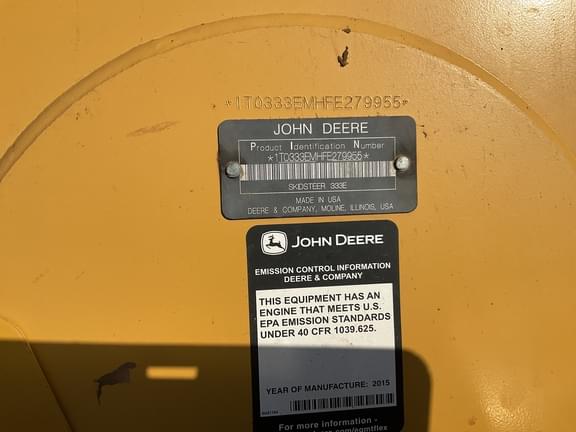 *1T0333EMHFE279955*
JOHN DEERE
Product Identification Number
*1T0333EMHFE279955*
SKIDSTEER 333E
MADE IN USA
DEERE & COMPANY, MOLINE, ILLINOIS, USA
JOHN DEERE
EMISSION CONTROL INFORMATION
DEERE & COMPANY
THIS EQUIPMENT HAS AN
ENGINE THAT MEETS U.S.
EPA EMISSION STANDARDS
UNDER 40 CFR 1039.625.
YEAR OF MANUFACTURE: 2015
For more information -